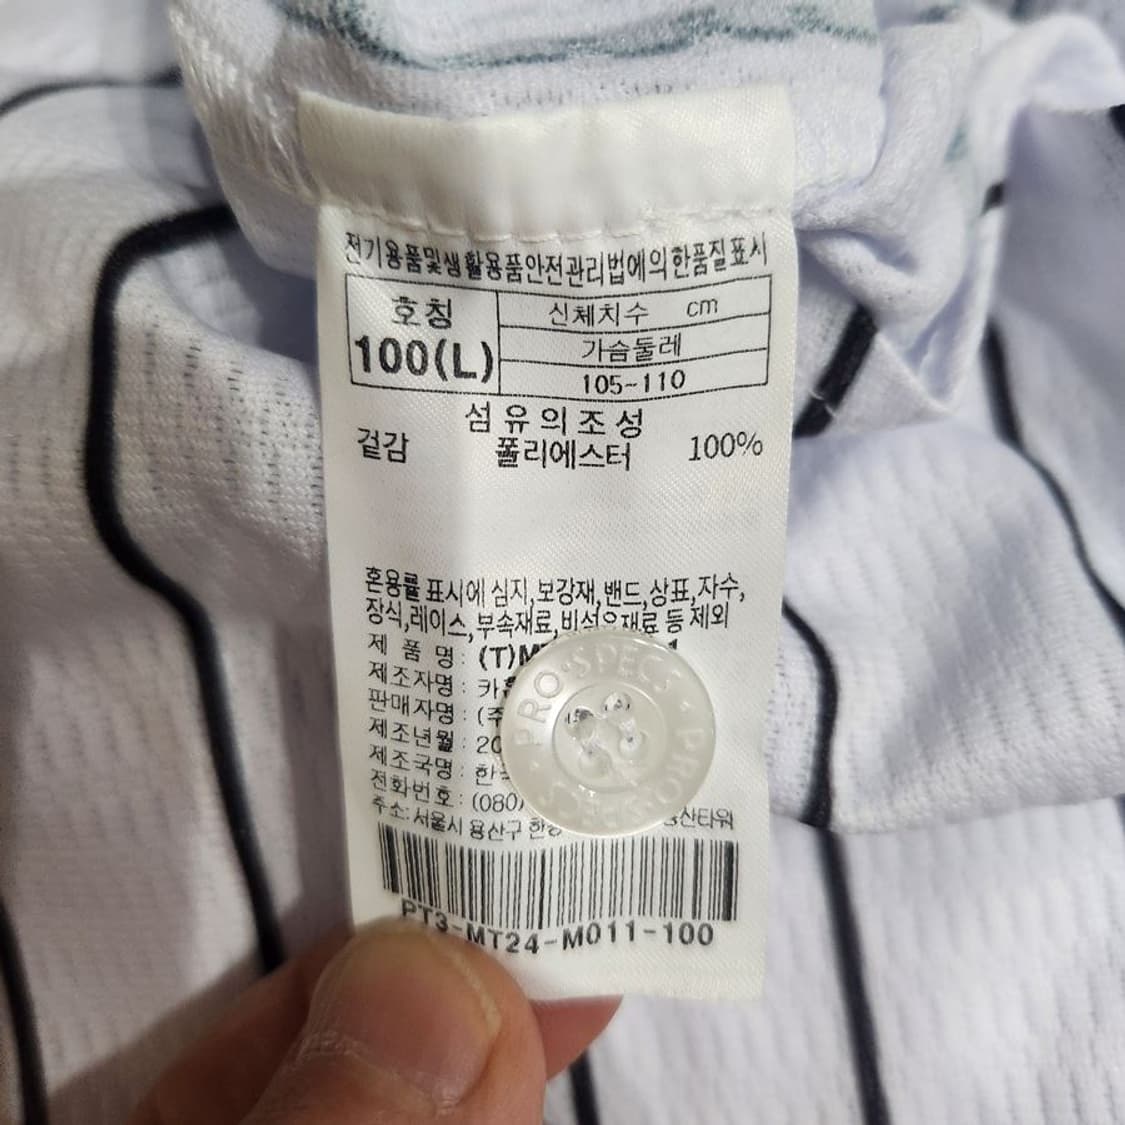 전기용품및생활용품안전관리법에의한품질표시
호칭
100(L)
신체치수 cm
가슴둘레
105-110
섬유의조성
겉감 폴리에스터 100%
혼용률 표시에 심지,보강재,밴드,상표,자수,
장식,레이스,부속재료,비섬유재료 등 제외
제 품 명 : (T)M
제조자명 :
판매자명 : (주
제조년월 : 20
제조국명 : 한
전화번호 : (080)
주소: 서울시 용산구
PRO·SPECS PRO·SPECS
PT3-MT24-M011-100